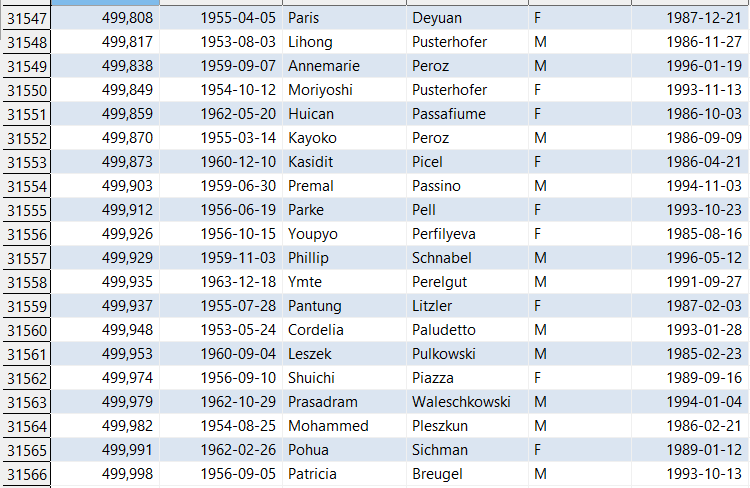 31547 499,808 1955-04-05 Paris Deyuan F 1987-12-21
31548 499,817 1953-08-03 Lihong Pusterhofer M 1986-11-27
31549 499,838 1959-09-07 Annemarie Peroz M 1996-01-19
31550 499,849 1954-10-12 Moriyoshi Pusterhofer F 1993-11-13
31551 499,859 1962-05-20 Huican Passafiume F 1986-10-03
31552 499,870 1955-03-14 Kayoko Peroz M 1986-09-09
31553 499,873 1960-12-10 Kasidit Picel F 1986-04-21
31554 499,903 1959-06-30 Premal Passino M 1994-11-03
31555 499,912 1956-06-19 Parke Pell F 1993-10-23
31556 499,926 1956-10-15 Youpyo Perfilyeva F 1985-08-16
31557 499,929 1959-11-03 Phillip Schnabel M 1996-05-12
31558 499,935 1963-12-18 Ymte Perelgut M 1991-09-27
31559 499,937 1955-07-28 Pantung Litzler F 1987-02-03
31560 499,948 1953-05-24 Cordelia Paludetto M 1993-01-28
31561 499,953 1960-09-04 Leszek Pulkowski M 1985-02-23
31562 499,974 1956-09-10 Shuichi Piazza F 1989-09-16
31563 499,979 1962-10-29 Prasadram Waleschkowski M 1994-01-04
31564 499,982 1954-08-25 Mohammed Pleszkun M 1986-02-21
31565 499,991 1962-02-26 Pohua Sichman F 1989-01-12
31566 499,998 1956-09-05 Patricia Breugel M 1993-10-13